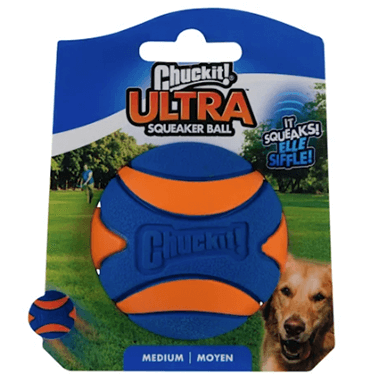 Chuckit!
ULTRA
SQUEAKER BALL
IT
SQUEAKS!
ELLE
SIFFLE!
Chuckit!
MEDIUM | MOYEN